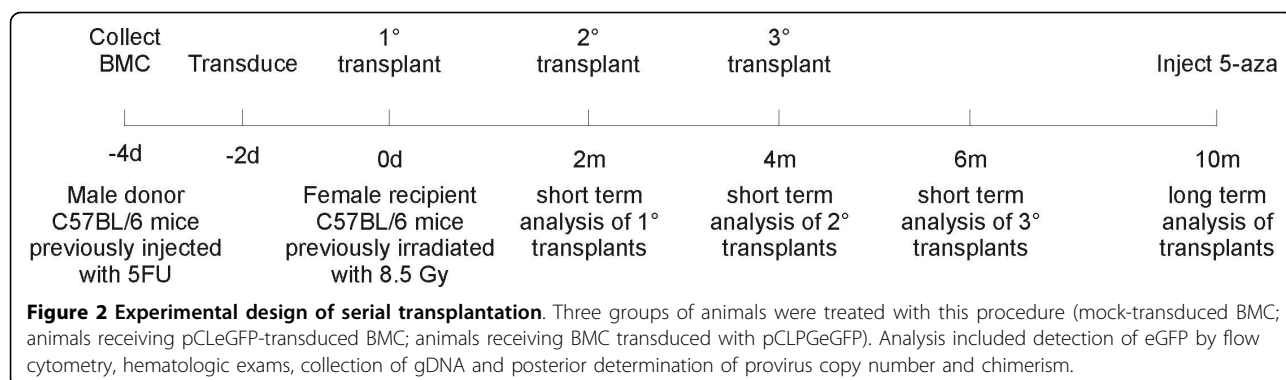 Collect BMC
Transduce
1° transplant
2° transplant
3° transplant
Inject 5-aza
-4d
-2d
0d
2m
4m
6m
10m
Male donor
C57BL/6 mice
previously injected
with 5FU
Female recipient
C57BL/6 mice
previously irradiated
with 8.5 Gy
short term
analysis of 1°
transplants
short term
analysis of 2°
transplants
short term
analysis of 3°
transplants
long term
analysis of
transplants
Figure 2 Experimental design of serial transplantation. Three groups of animals were treated with this procedure (mock-transduced BMC;
animals receiving pCLeGFP-transduced BMC; animals receiving BMC transduced with pCLPGeGFP). Analysis included detection of eGFP by flow
cytometry, hematologic exams, collection of gDNA and posterior determination of provirus copy number and chimerism.